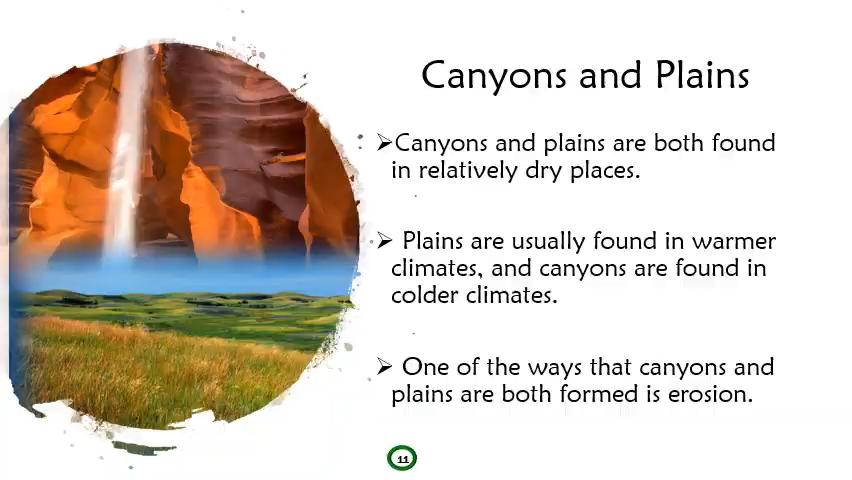 Canyons and Plains
➢Canyons and plains are both found
in relatively dry places.
➢ Plains are usually found in warmer
climates, and canyons are found in
colder climates.
➢ One of the ways that canyons and
plains are both formed is erosion.
11